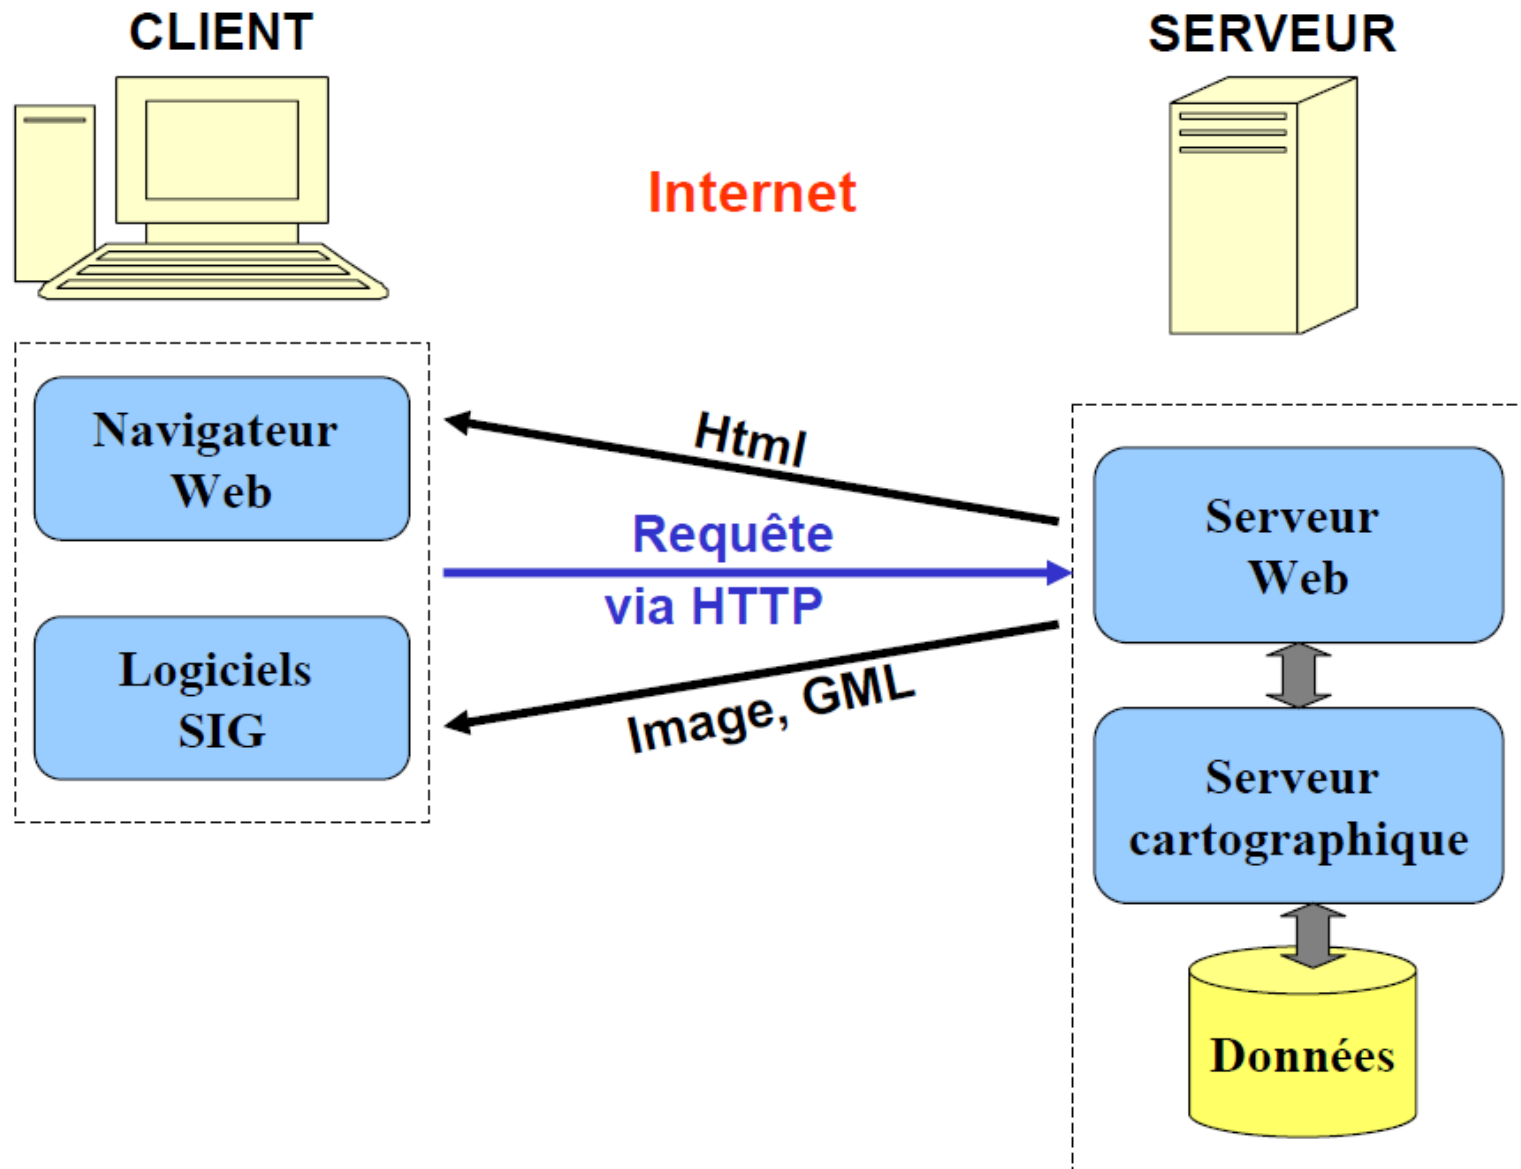 CLIENT
SERVEUR
Internet
Navigateur
Web
Html
Requête
via HTTP
Serveur
Web
Logiciels
SIG
Image, GML
Serveur
cartographique
Données